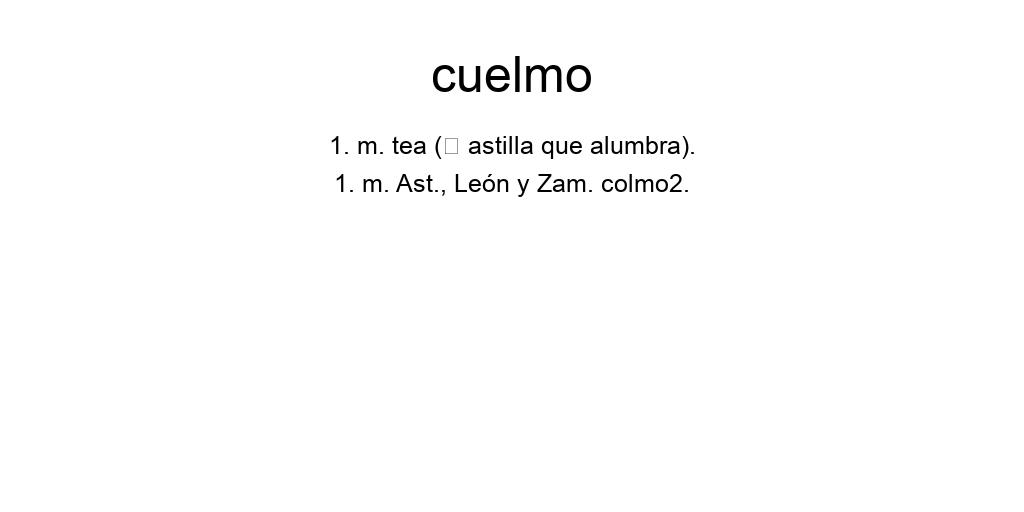 cuelmo
1. m. tea (□ astilla que alumbra).
1. m. Ast., León y Zam. colmo2.